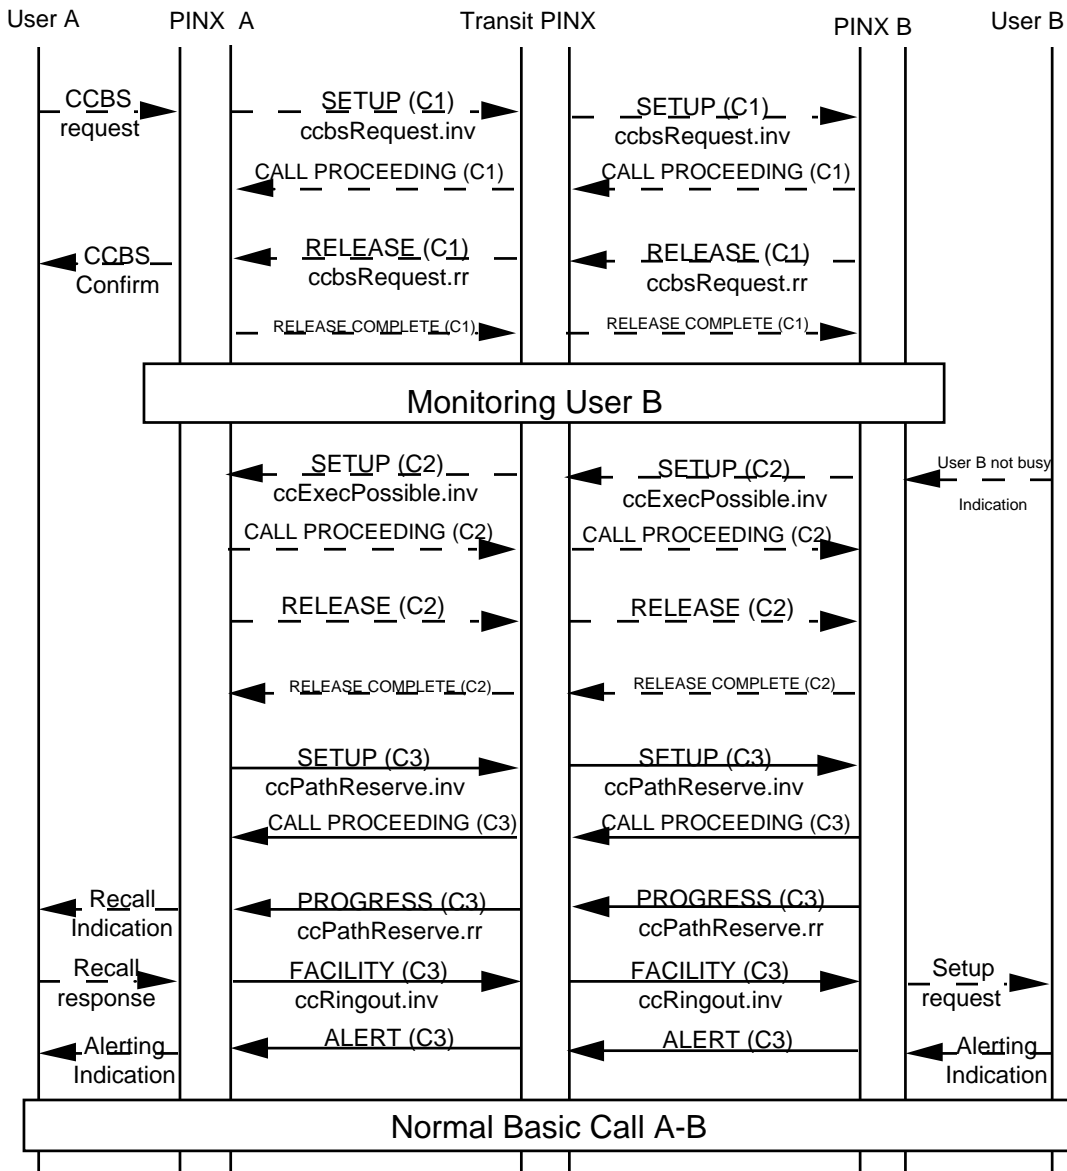 User A PINX A Transit PINX PINX B User B
CCBS SETUP (C1) SETUP (C1)
request ccbsRequest.inv ccbsRequest.inv
CALL PROCEEDING (C1) CALL PROCEEDING (C1)
CCBS RELEASE (C1) RELEASE (C1)
Confirm ccbsRequest.rr ccbsRequest.rr
RELEASE COMPLETE (C1) RELEASE COMPLETE (C1)
Monitoring User B
SETUP (C2) SETUP (C2) User B not busy
ccExecPossible.inv ccExecPossible.inv Indication
CALL PROCEEDING (C2) CALL PROCEEDING (C2)
RELEASE (C2) RELEASE (C2)
RELEASE COMPLETE (C2) RELEASE COMPLETE (C2)
SETUP (C3) SETUP (C3)
ccPathReserve.inv ccPathReserve.inv
CALL PROCEEDING (C3) CALL PROCEEDING (C3)
Recall PROGRESS (C3) PROGRESS (C3)
Indication ccPathReserve.rr ccPathReserve.rr
Recall FACILITY (C3) FACILITY (C3) Setup
response ccRingout.inv ccRingout.inv request
Alerting ALERT (C3) ALERT (C3) Alerting
Indication Indication
Normal Basic Call A-B